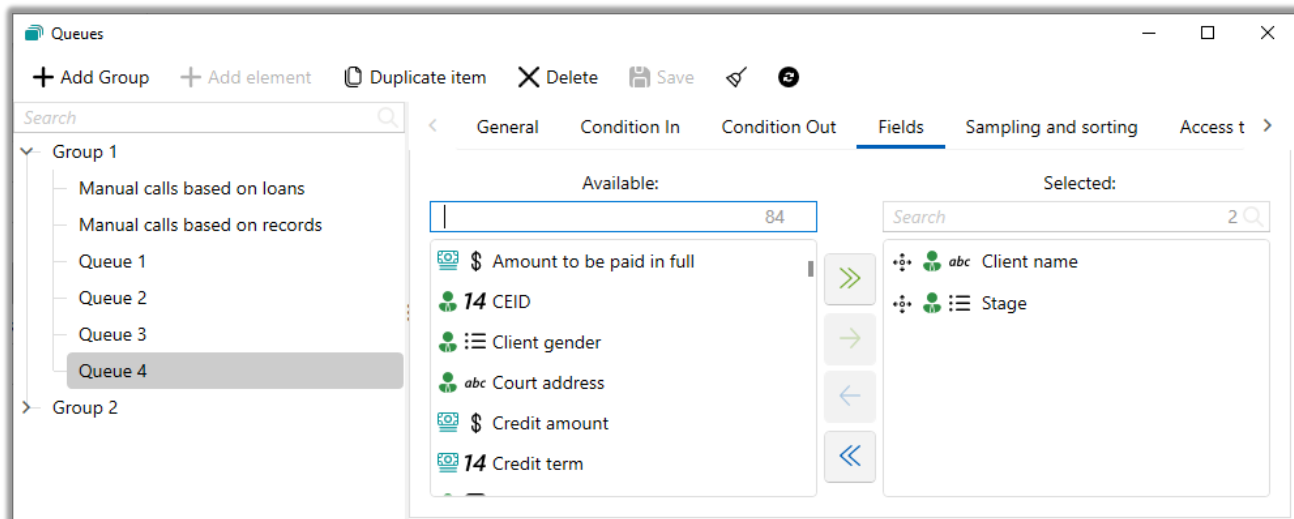 Queues
Add Group Add element Duplicate item Delete Save
Search
General Condition In Condition Out Fields Sampling and sorting Access t
Group 1
Manual calls based on loans
Manual calls based on records
Queue 1
Queue 2
Queue 3
Queue 4
Group 2
Available:
84
$ Amount to be paid in full
14 CEID
Client gender
abc Court address
$ Credit amount
14 Credit term
Selected:
Search 2
abc Client name
Stage